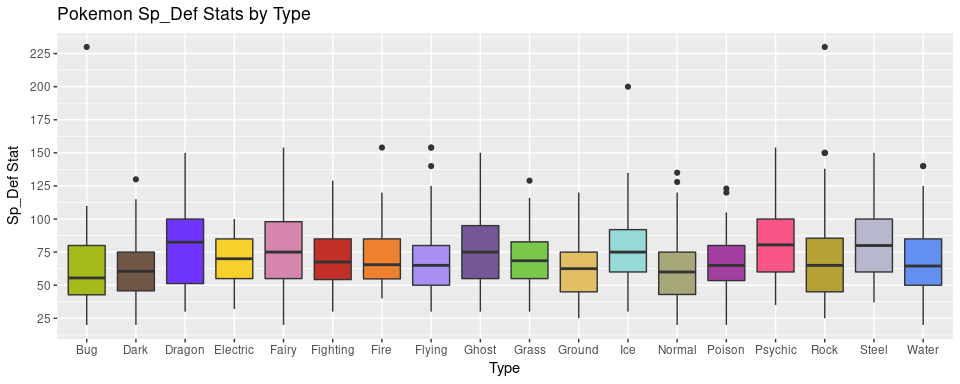 Pokemon Sp_Def Stats by Type
Sp_Def Stat
225
200
175
150
125
100
75
50
25
Bug Dark Dragon Electric Fairy Fighting Fire Flying Ghost Grass Ground Ice Normal Poison Psychic Rock Steel Water
Type